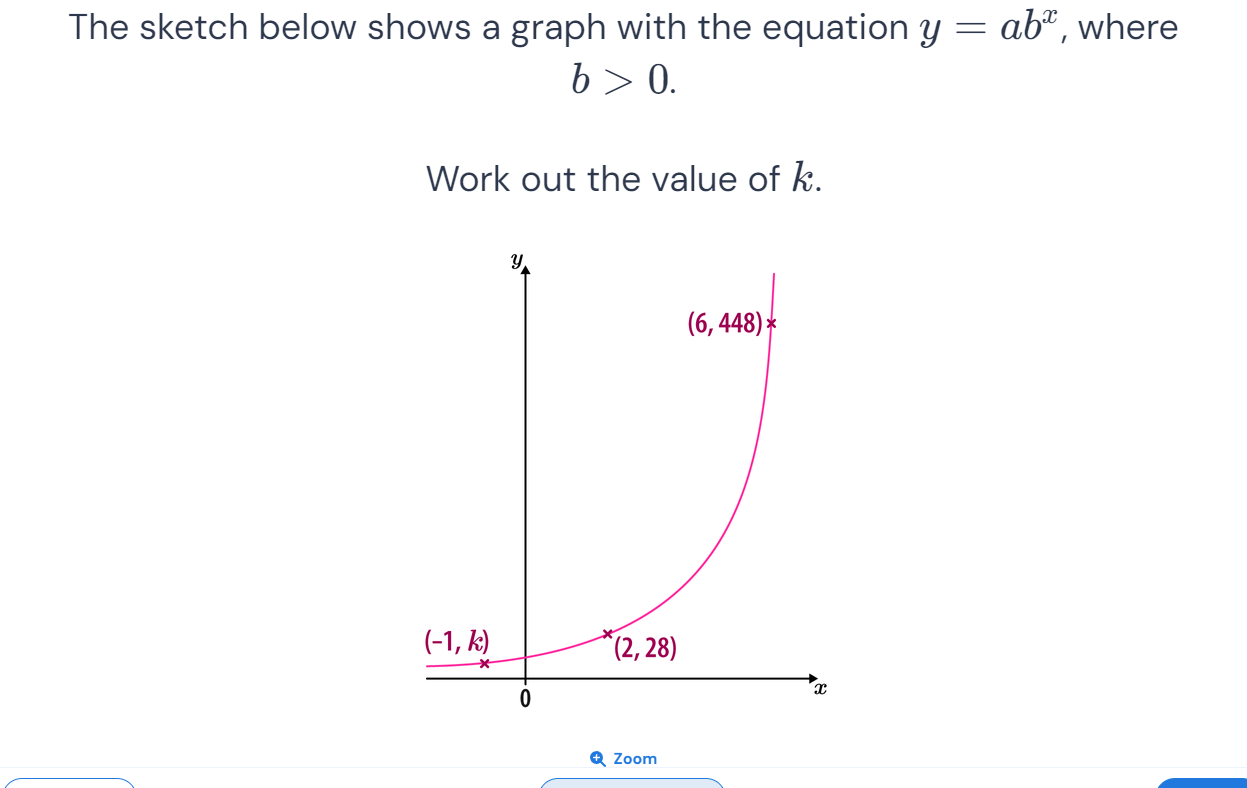 The sketch below shows a graph with the equation y = abˣ, where
b > 0.
Work out the value of k.
y
(6, 448)
(−1, k)
(2, 28)
0
x
Zoom